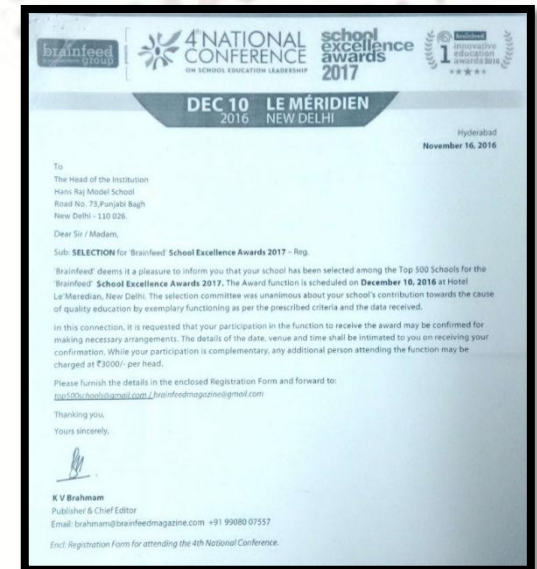 brainfeed
group
4th NATIONAL
CONFERENCE
ON SCHOOL EDUCATION LEADERSHIP
school
excellence
awards
2017
brainfeed
1 innovative
education
awards 2016
DEC 10 LE MÉRIDIEN
2016 NEW DELHI
Hyderabad
November 16, 2016
To
The Head of the Institution
Hans Raj Model School
Road No. 73,Punjabi Bagh
New Delhi - 110 026.
Dear Sir / Madam,
Sub: SELECTION for 'Brainfeed' School Excellence Awards 2017 – Reg.
'Brainfeed' deems it a pleasure to inform you that your school has been selected among the Top 500 Schools for the
'Brainfeed' School Excellence Awards 2017. The Award function is scheduled on December 10, 2016 at Hotel
Le'Meredian, New Delhi. The selection committee was unanimous about your school's contribution towards the cause
of quality education by exemplary functioning as per the prescribed criteria and the data received.
In this connection, it is requested that your participation in the function to receive the award may be confirmed for
making necessary arrangements. The details of the date, venue and time shall be intimated to you on receiving your
confirmation. While your participation is complementary, any additional person attending the function may be
charged at ₹3000/- per head.
Please furnish the details in the enclosed Registration Form and forward to:
top500schools@gmail.com / brainfeedmagazine@gmail.com
Thanking you,
Yours sincerely,
K V Brahmam
Publisher & Chief Editor
Email: brahmam@brainfeedmagazine.com +91 99080 07557
Encl: Registration Form for attending the 4th National Conference.